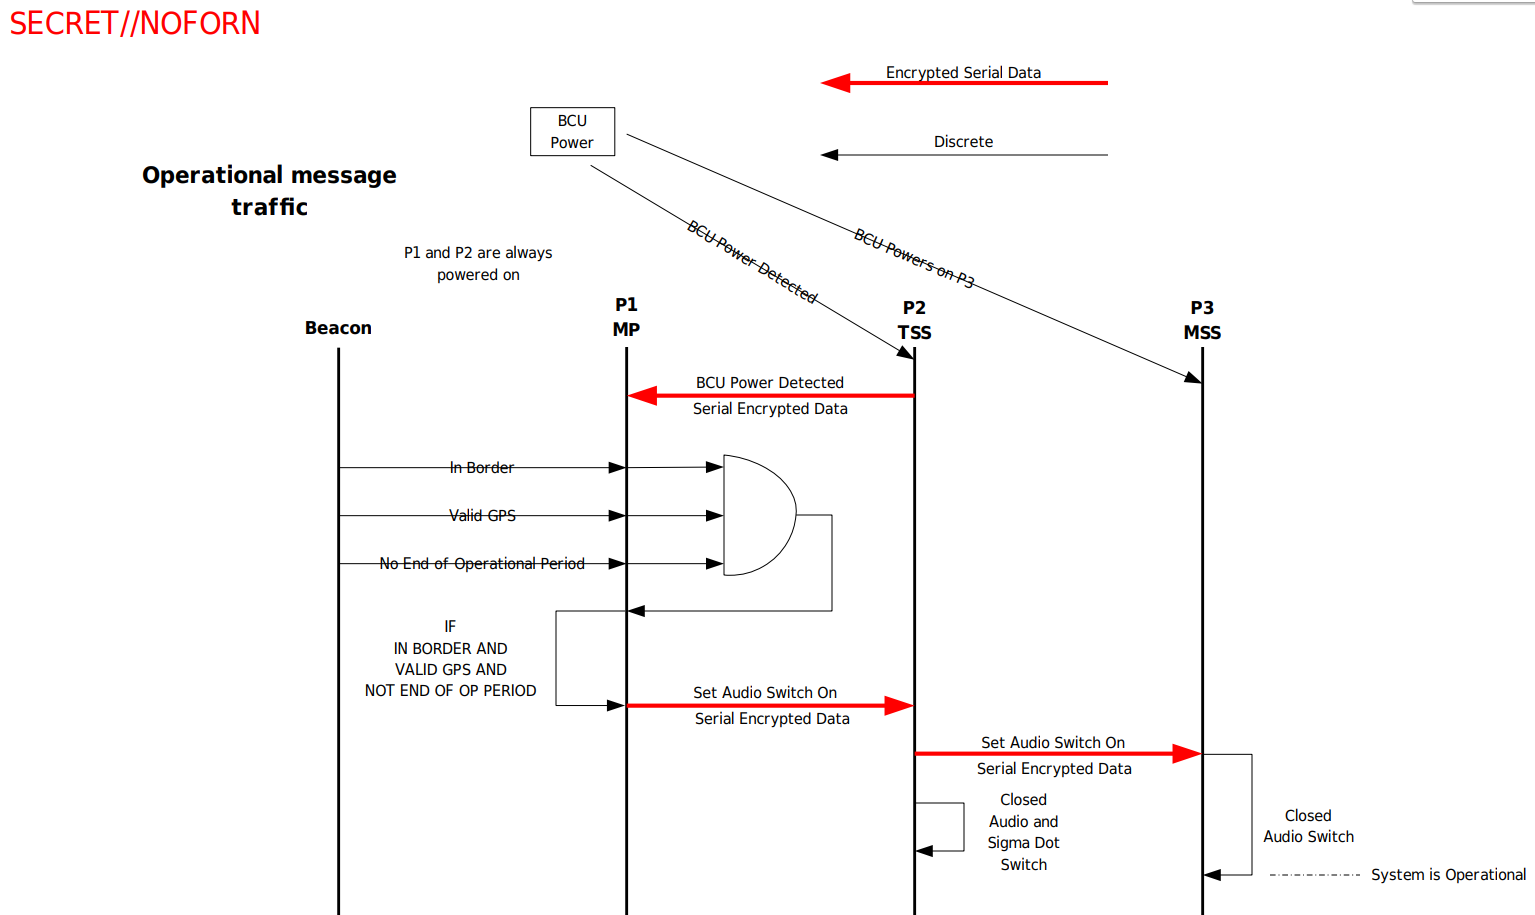 SECRET//NOFORN
Encrypted Serial Data
BCU
Power
Discrete
Operational message
traffic
BCU Power Detected
BCU Powers on P3
P1 and P2 are always
powered on
Beacon
P1
MP
P2
TSS
P3
MSS
BCU Power Detected
Serial Encrypted Data
In Border
Valid GPS
No End of Operational Period
IF
IN BORDER AND
VALID GPS AND
NOT END OF OP PERIOD
Set Audio Switch On
Serial Encrypted Data
Set Audio Switch On
Serial Encrypted Data
Closed
Audio and
Sigma Dot
Switch
Closed
Audio Switch
System is Operational